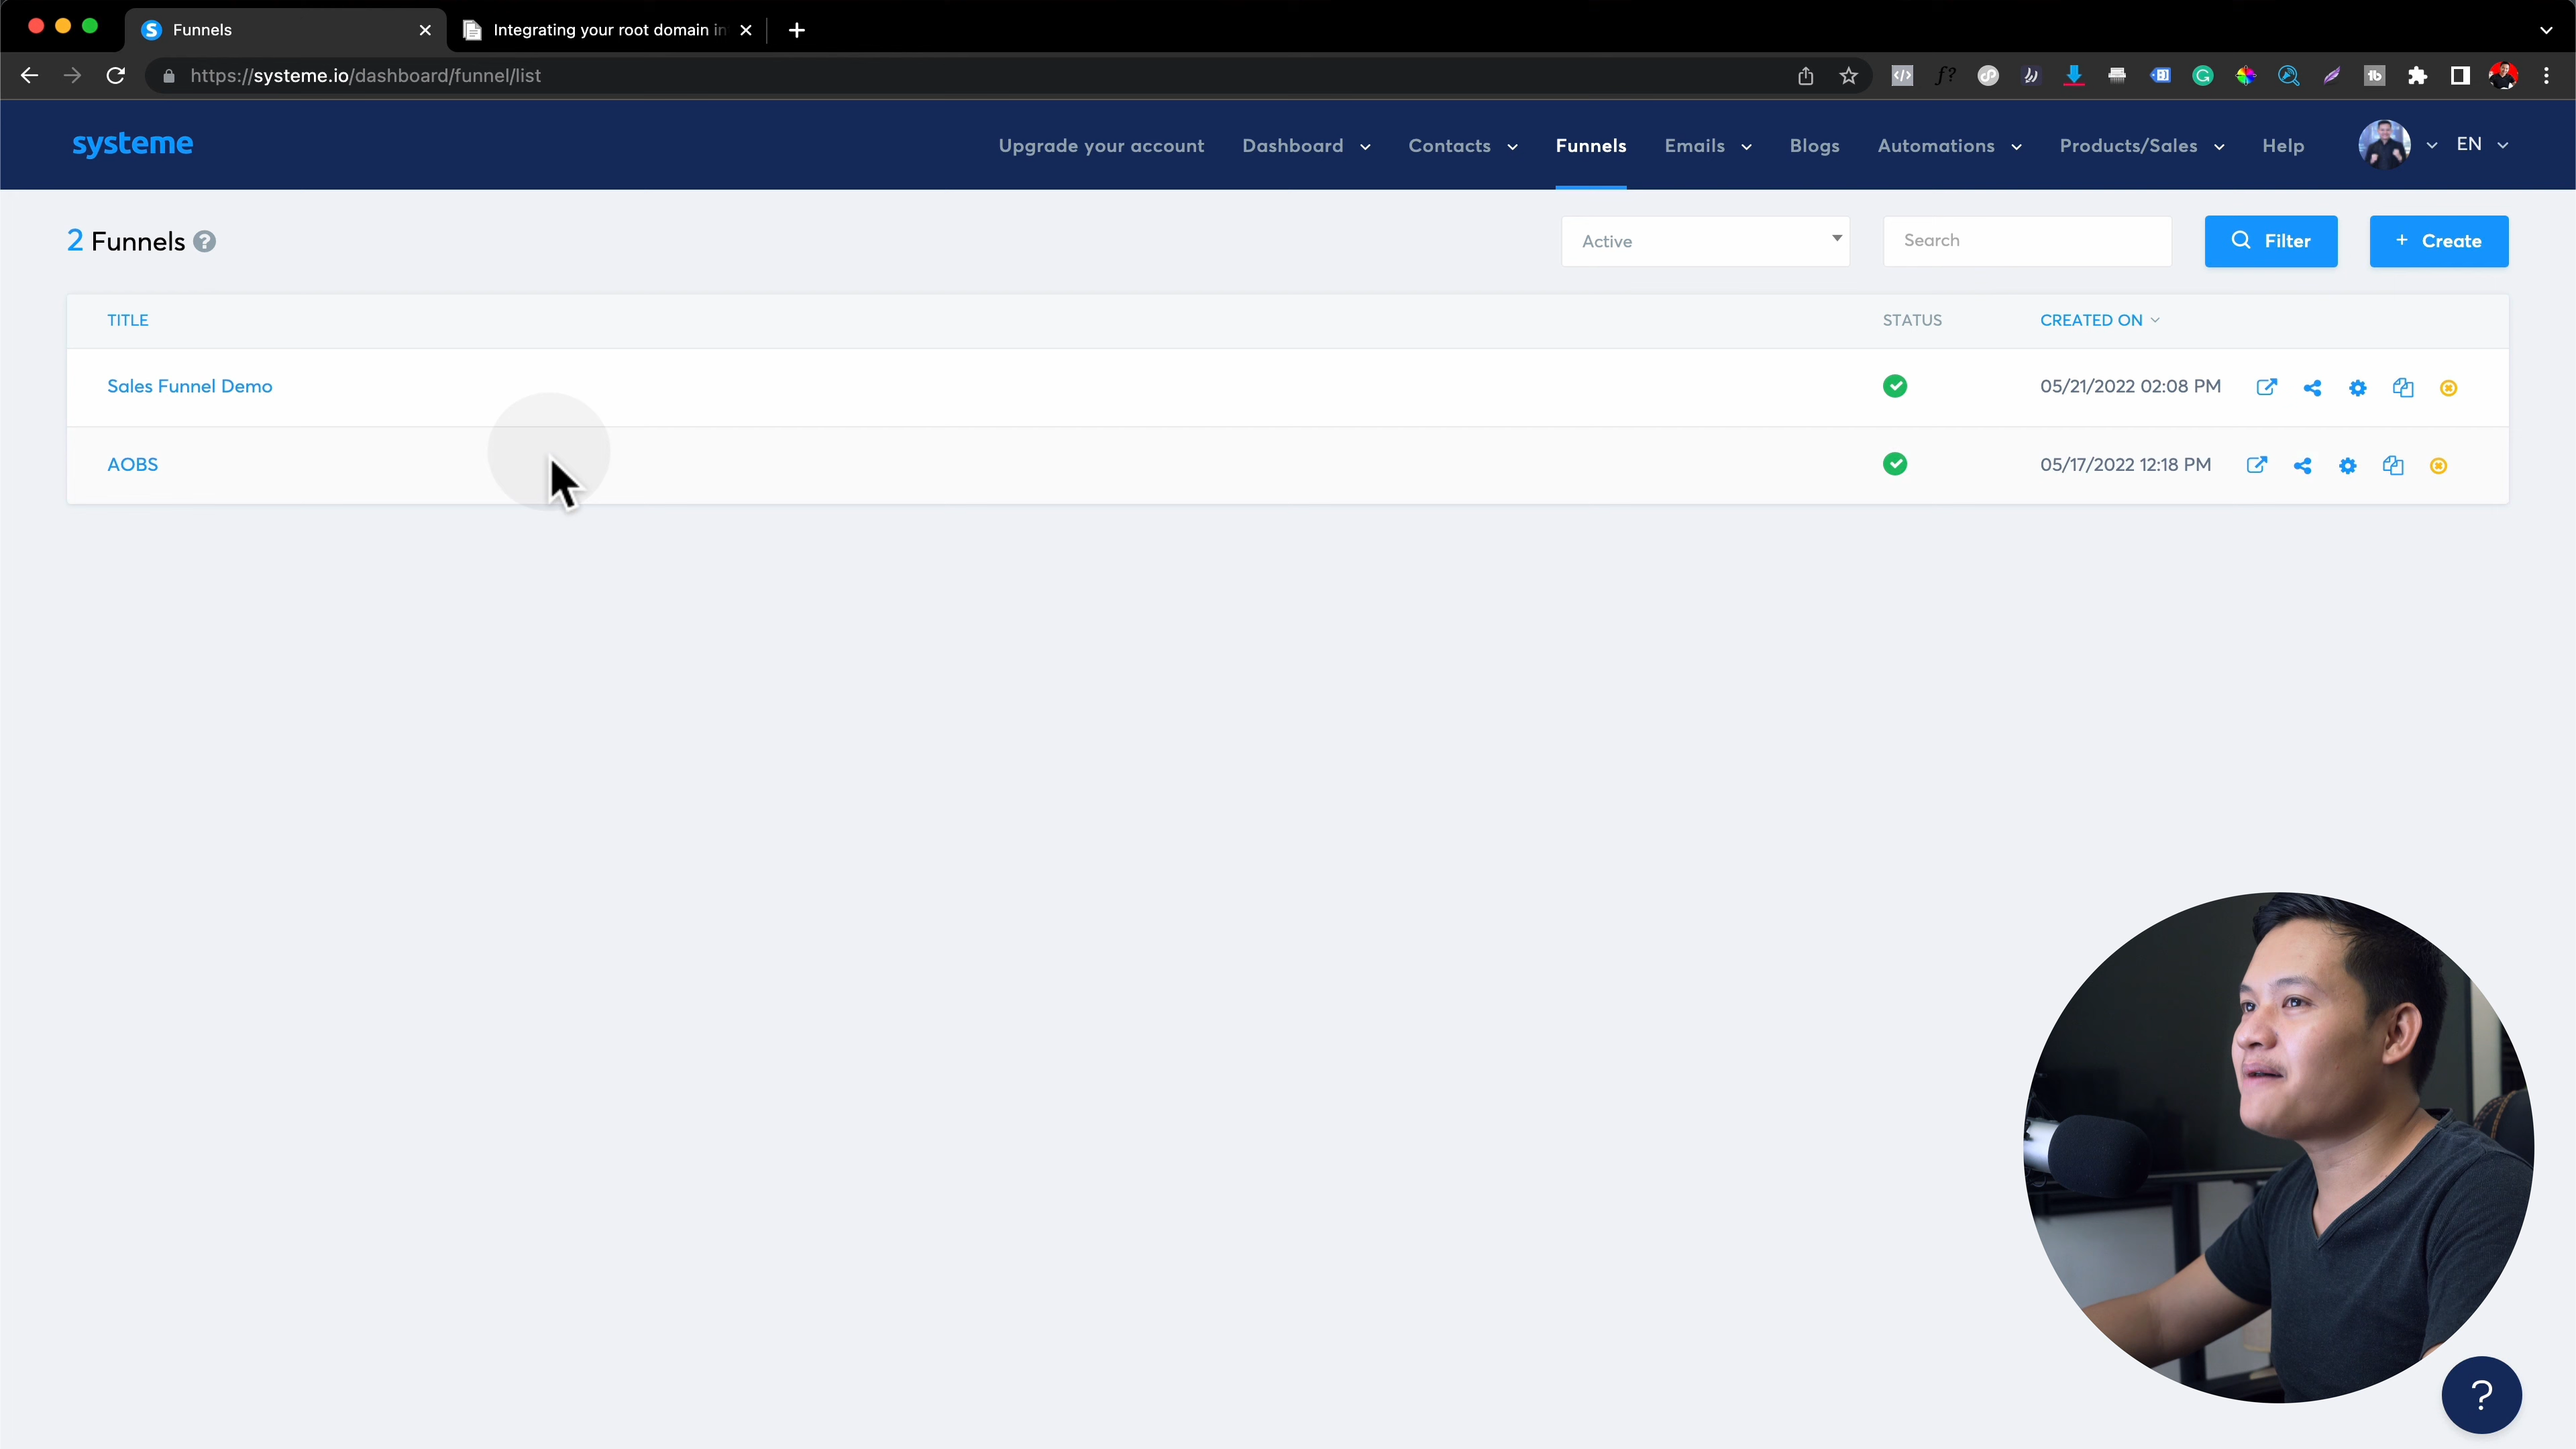 Funnels
Integrating your root domain in
https://systeme.io/dashboard/funnel/list
systeme
Upgrade your account
Dashboard
Contacts
Funnels
Emails
Blogs
Automations
Products/Sales
Help
EN
2 Funnels ?
Active
Search
Filter
+ Create
TITLE
STATUS
CREATED ON
Sales Funnel Demo
05/21/2022 02:08 PM
AOBS
05/17/2022 12:18 PM
?